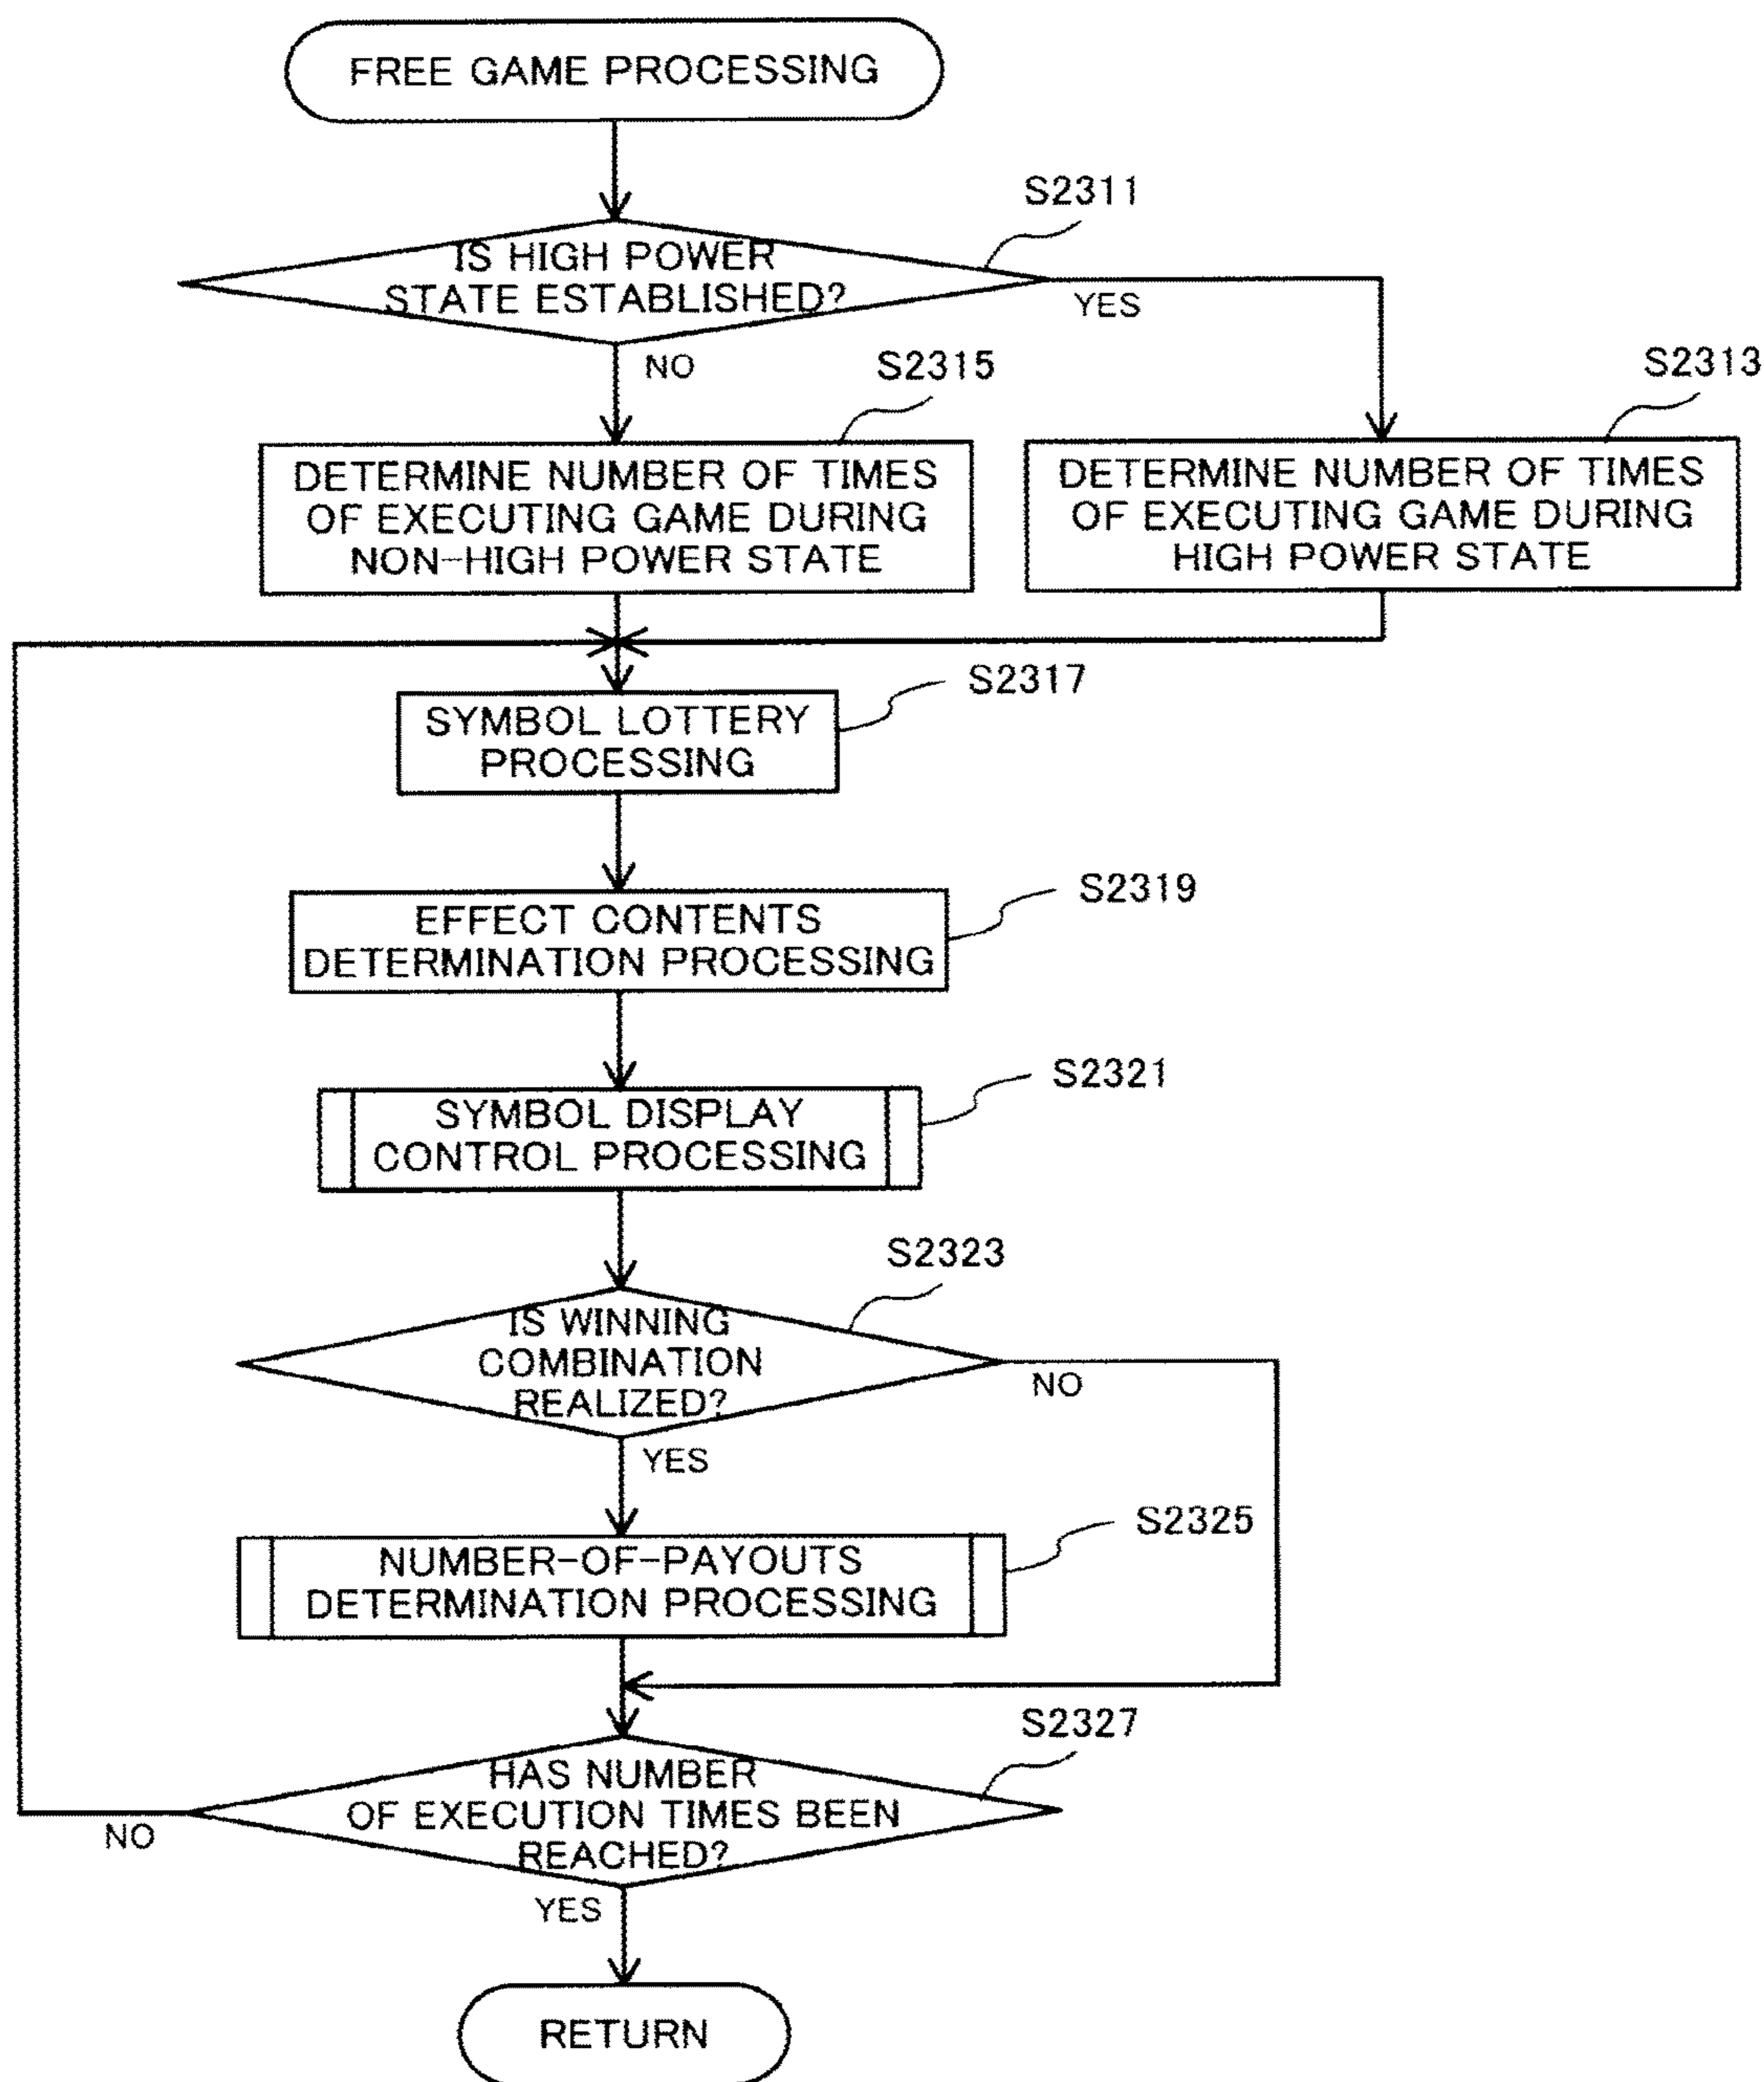 FREE GAME PROCESSING
S2311
IS HIGH POWER
STATE ESTABLISHED?
YES
NO
S2315
S2313
DETERMINE NUMBER OF TIMES
OF EXECUTING GAME DURING
NON-HIGH POWER STATE
DETERMINE NUMBER OF TIMES
OF EXECUTING GAME DURING
HIGH POWER STATE
S2317
SYMBOL LOTTERY
PROCESSING
S2319
EFFECT CONTENTS
DETERMINATION PROCESSING
S2321
SYMBOL DISPLAY
CONTROL PROCESSING
S2323
IS WINNING
COMBINATION
REALIZED?
NO
YES
S2325
NUMBER-OF-PAYOUTS
DETERMINATION PROCESSING
S2327
HAS NUMBER
OF EXECUTION TIMES BEEN
REACHED?
NO
YES
RETURN